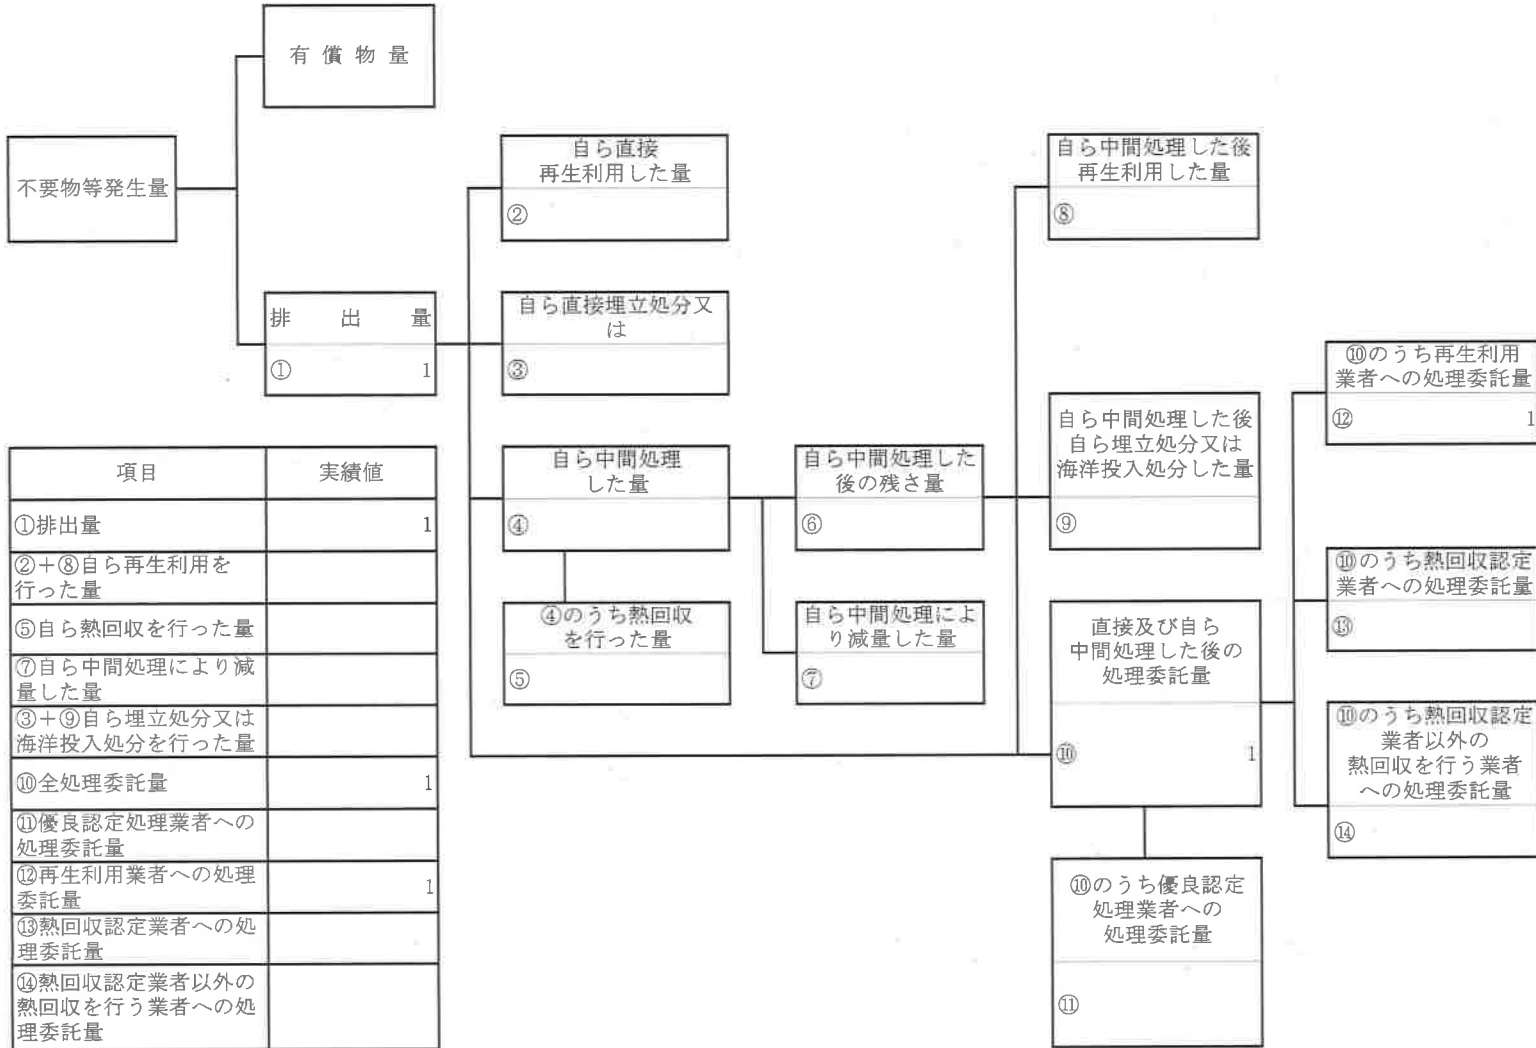 有償物量
不要物等発生量
排出量
① 1
自ら直接
再生利用した量
②
自ら直接埋立処分又
は
③
自ら中間処理
した量
④
④のうち熱回収
を行った量
⑤
自ら中間処理した
後の残さ量
⑥
自ら中間処理によ
り減量した量
⑦
自ら中間処理した後
再生利用した量
⑧
自ら中間処理した後
自ら埋立処分又は
海洋投入処分した量
⑨
直接及び自ら
中間処理した後の
処理委託量
⑩ 1
⑩のうち優良認定
処理業者への
処理委託量
⑪
⑩のうち再生利用
業者への処理委託量
⑫ 1
⑩のうち熱回収認定
業者への処理委託量
⑬
⑩のうち熱回収認定
業者以外の
熱回収を行う業者
への処理委託量
⑭
項目 実績値
①排出量 1
②+⑧自ら再生利用を
行った量
⑤自ら熱回収を行った量
⑦自ら中間処理により減
量した量
③+⑨自ら埋立処分又は
海洋投入処分を行った量
⑩全処理委託量 1
⑪優良認定処理業者への
処理委託量
⑫再生利用業者への処理
委託量 1
⑬熱回収認定業者への処
理委託量
⑭熱回収認定業者以外の
熱回収を行う業者への処
理委託量